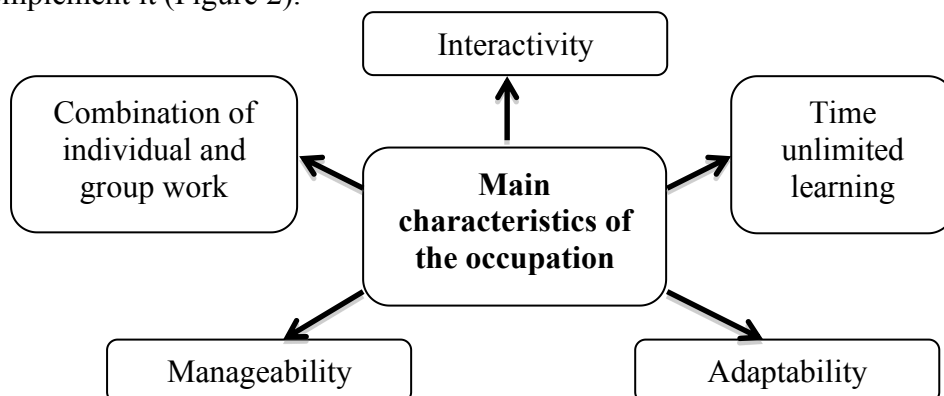 omplement it (Figure 2).
Interactivity
Combination of
individual and
group work
Time
unlimited
learning
Main
characteristics of
the occupation
Manageability
Adaptability